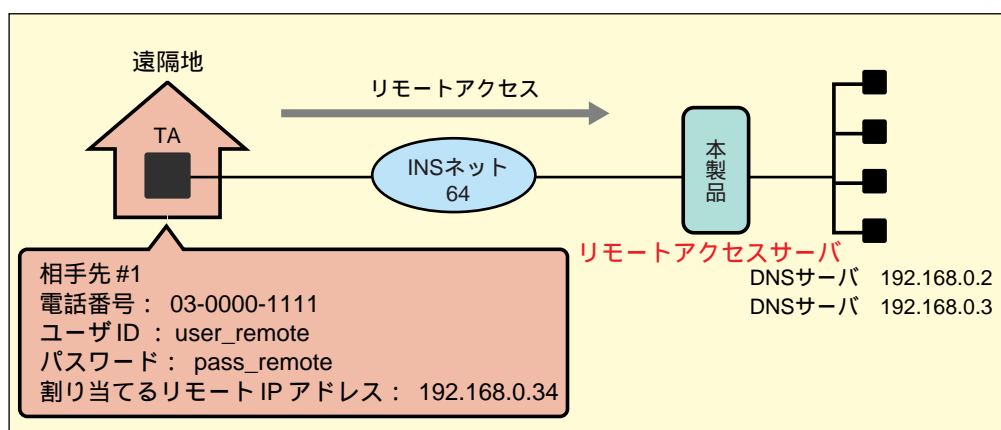 遠隔地
TA
リモートアクセス
INSネット
64
本製品
リモートアクセスサーバ
DNSサーバ 192.168.0.2
DNSサーバ 192.168.0.3
相手先 #1
電話番号： 03-0000-1111
ユーザ ID ： user_remote
パスワード： pass_remote
割り当てるリモート IP アドレス： 192.168.0.34